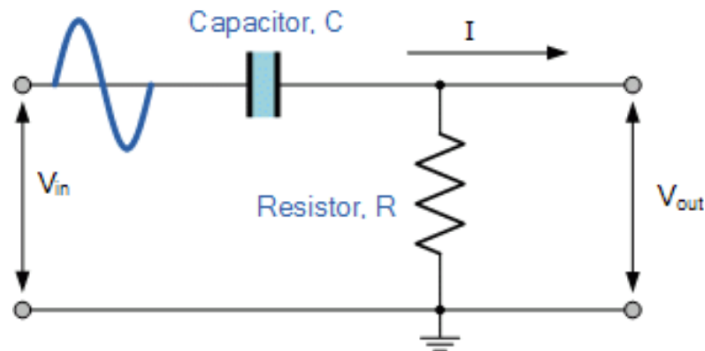 Capacitor, C
I
Vin
Resistor, R
Vout